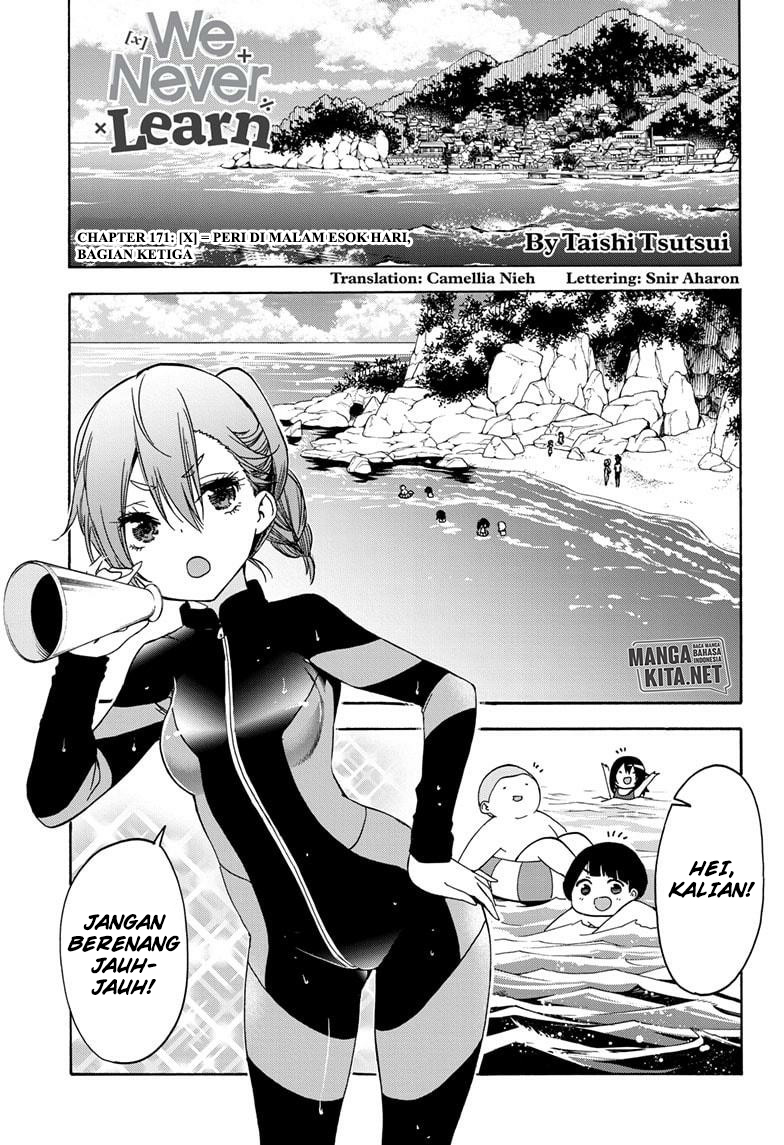 [x] We
Never
× Learn
CHAPTER 171: [X] = PERI DI MALAM ESOK HARI,
BAGIAN KETIGA
By Taishi Tsutsui
Translation: Camellia Nieh Lettering: Snir Aharon
MANGA
KITA.NET
BACA MANGA
BAHASA
INDONESIA
HEI,
KALIAN!
JANGAN
BERENANG
JAUH-
JAUH!